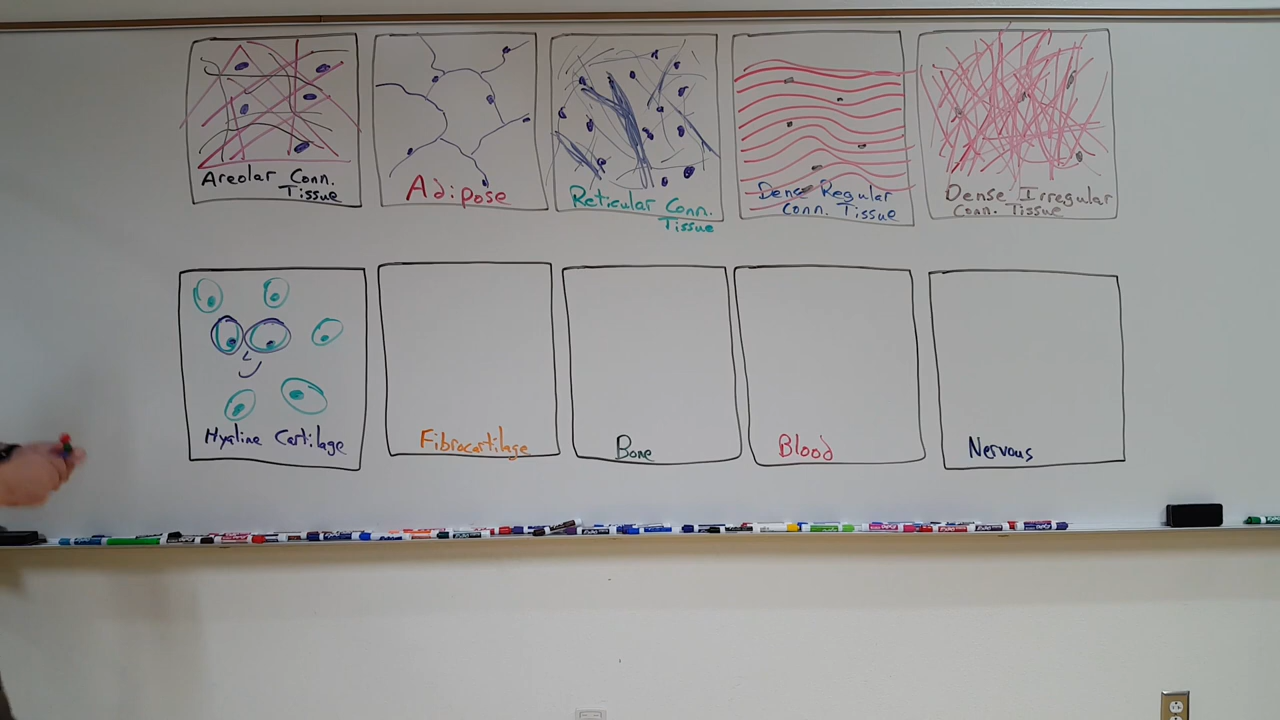 Areolar Conn.
Tissue
Adipose
Reticular Conn.
Tissue
Dense Regular
Conn. Tissue
Dense Irregular
Conn. Tissue
Hyaline Cartilage
Fibrocartilage
Bone
Blood
Nervous